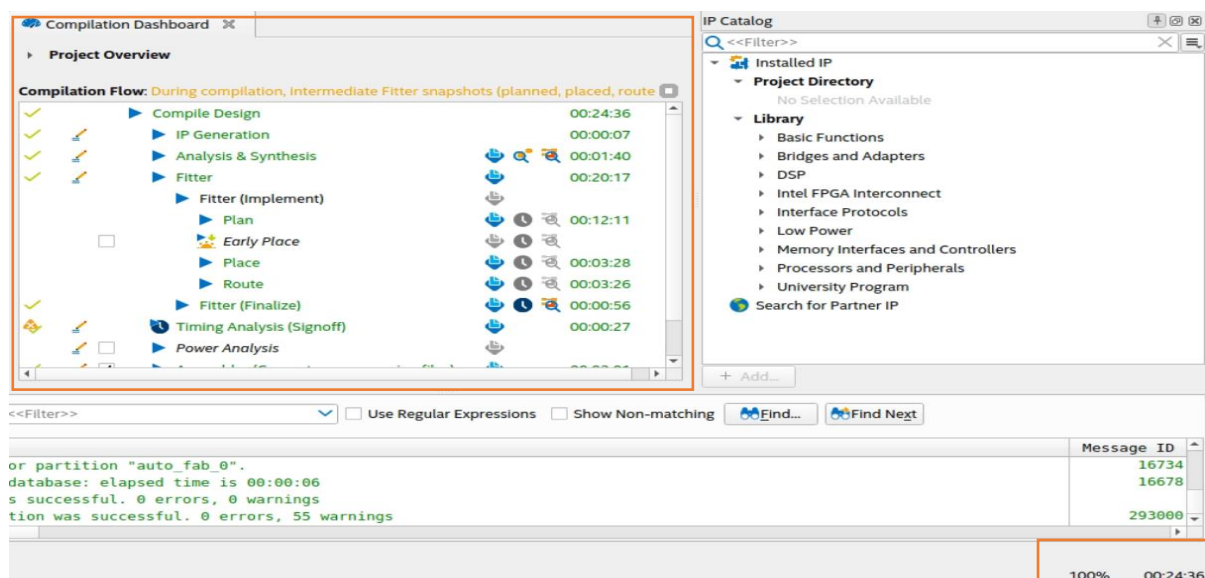 Compilation Dashboard
Project Overview
Compilation Flow: During compilation, intermediate Fitter snapshots (planned, placed, route
Compile Design 00:24:36
IP Generation 00:00:07
Analysis & Synthesis 00:01:40
Fitter 00:20:17
Fitter (Implement)
Plan 00:12:11
Early Place
Place 00:03:28
Route 00:03:26
Fitter (Finalize) 00:00:56
Timing Analysis (Signoff) 00:00:27
Power Analysis
IP Catalog
<<Filter>>
Installed IP
Project Directory
No Selection Available
Library
Basic Functions
Bridges and Adapters
DSP
Intel FPGA Interconnect
Interface Protocols
Low Power
Memory Interfaces and Controllers
Processors and Peripherals
University Program
Search for Partner IP
+ Add...
<<Filter>> Use Regular Expressions Show Non-matching Find... Find Next
Message ID
or partition "auto_fab_0". 16734
database: elapsed time is 00:00:06 16678
s successful. 0 errors, 0 warnings
tion was successful. 0 errors, 55 warnings 293000
100% 00:24:36